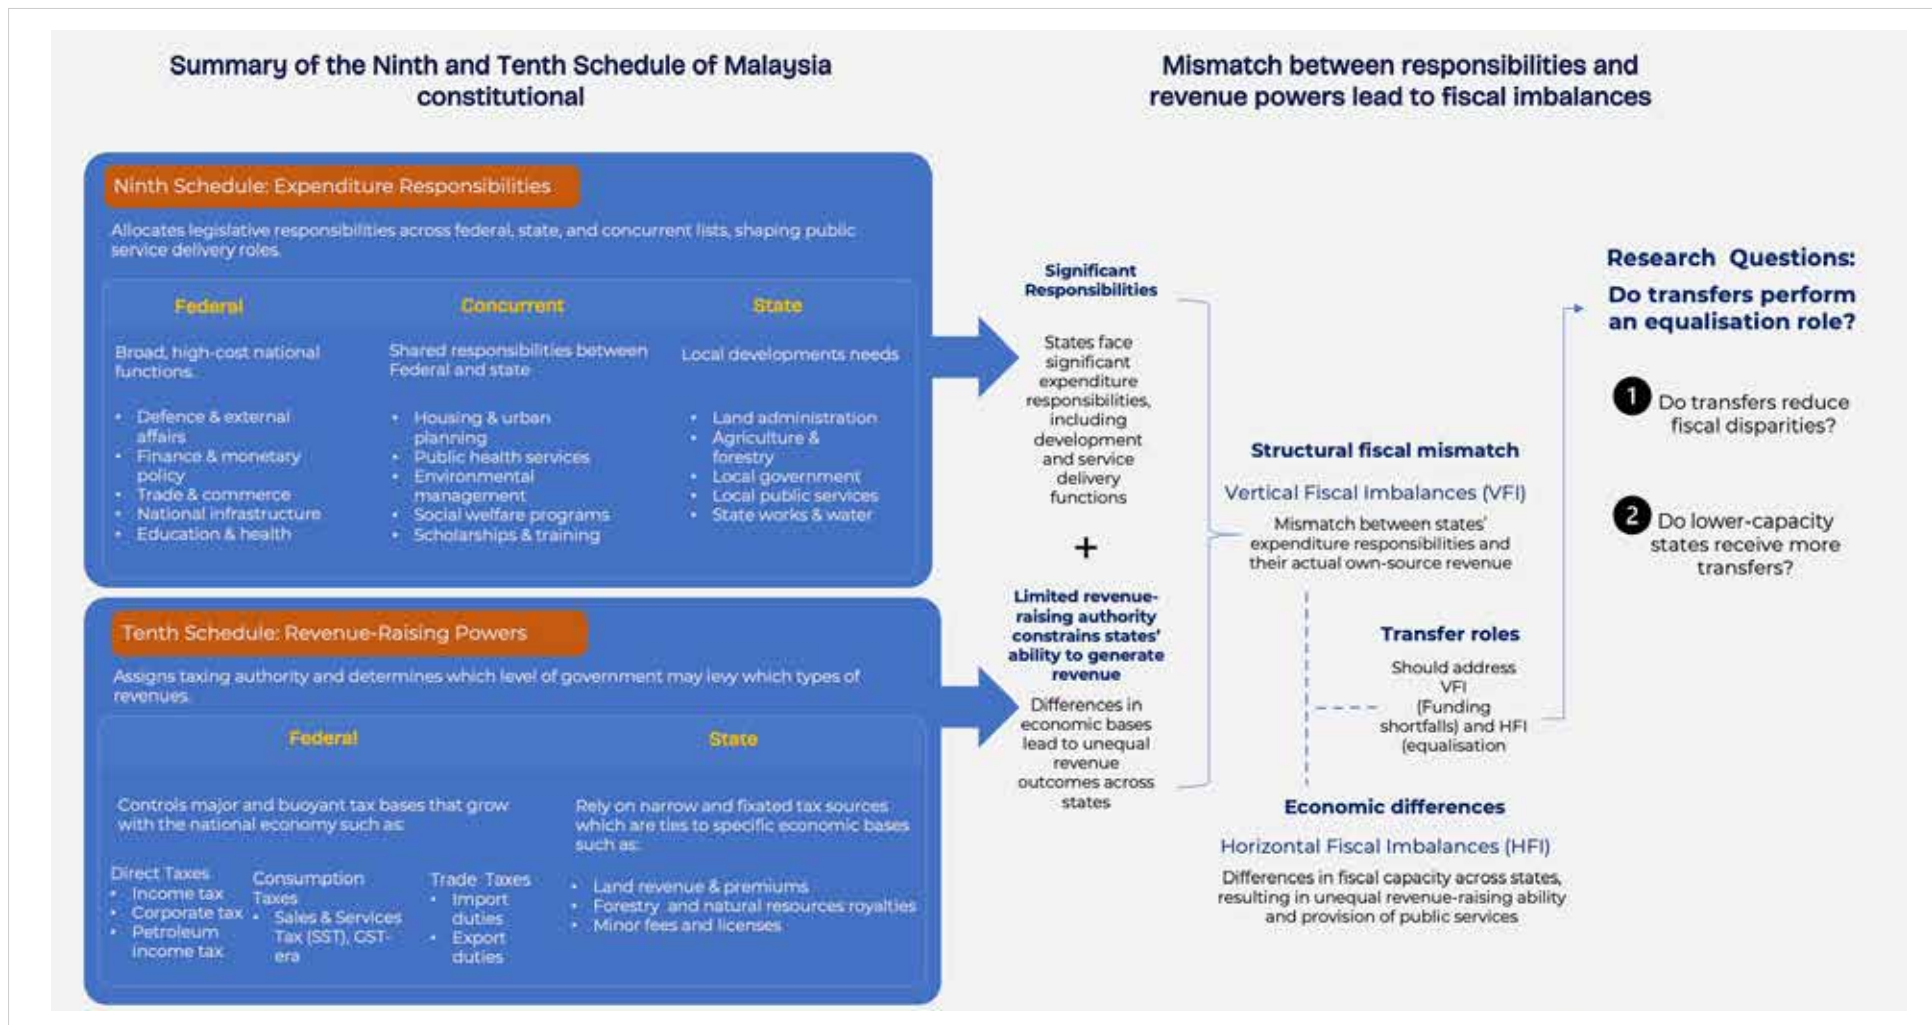 Summary of the Ninth and Tenth Schedule of Malaysia
constitutional
Mismatch between responsibilities and
revenue powers lead to fiscal imbalances
Ninth Schedule: Expenditure Responsibilities
Allocates legislative responsibilities across federal, state, and concurrent lists, shaping public
service delivery roles.
Federal
Broad, high-cost national
functions.
• Defence & external
affairs
• Finance & monetary
policy
• Trade & commerce
• National infrastructure
• Education & health
Concurrent
Shared responsibilities between
Federal and state
• Housing & urban
planning
• Public health services
• Environmental
management
• Social welfare programs
• Scholarships & training
State
Local developments needs
• Land administration
• Agriculture &
forestry
• Local government
• Local public services
• State works & water
Tenth Schedule: Revenue-Raising Powers
Assigns taxing authority and determines which level of government may levy which types of
revenues.
Federal
Controls major and buoyant tax bases that grow
with the national economy such as:
Direct Taxes
• Income tax
• Corporate tax
• Petroleum
income tax
Consumption
Taxes
• Sales & Services
Tax (SST), GST-
era
Trade Taxes
• Import
duties
• Export
duties
State
Rely on narrow and fixated tax sources
which are ties to specific economic bases
such as:
• Land revenue & premiums
• Forestry and natural resources royalties
• Minor fees and licenses
Significant
Responsibilities
States face
significant
expenditure
responsibilities,
including
development
and service
delivery
functions
+
Limited revenue-
raising authority
constrains states'
ability to generate
revenue
Differences in
economic bases
lead to unequal
revenue
outcomes across
states
Structural fiscal mismatch
Vertical Fiscal Imbalances (VFI)
Mismatch between states'
expenditure responsibilities and
their actual own-source revenue
Transfer roles
Should address
VFI
(Funding
shortfalls) and HFI
(equalisation
Economic differences
Horizontal Fiscal Imbalances (HFI)
Differences in fiscal capacity across states,
resulting in unequal revenue-raising ability
and provision of public services
Research Questions:
Do transfers perform
an equalisation role?
1 Do transfers reduce
fiscal disparities?
2 Do lower-capacity
states receive more
transfers?